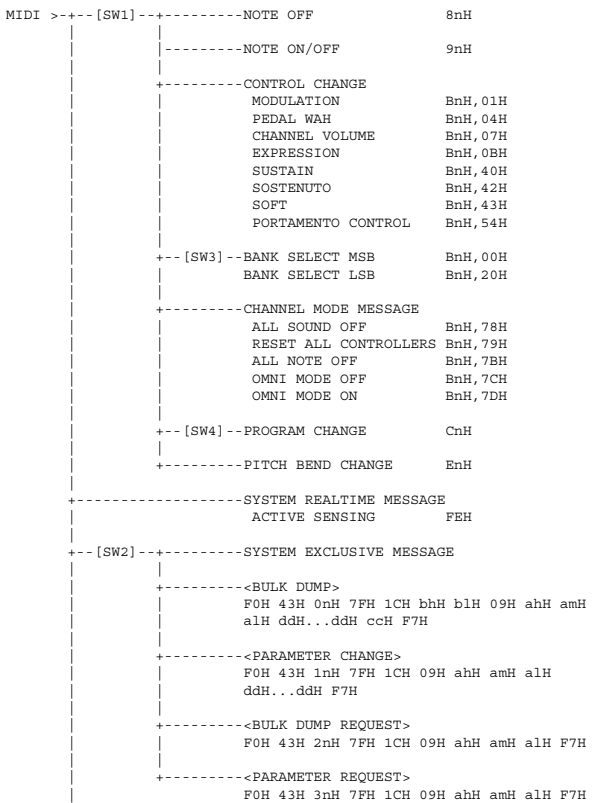 MIDI >-+--[SW1]--+---------NOTE OFF 8nH
|---------NOTE ON/OFF 9nH
+---------CONTROL CHANGE
MODULATION BnH,01H
PEDAL WAH BnH,04H
CHANNEL VOLUME BnH,07H
EXPRESSION BnH,0BH
SUSTAIN BnH,40H
SOSTENUTO BnH,42H
SOFT BnH,43H
PORTAMENTO CONTROL BnH,54H
+--[SW3]--BANK SELECT MSB BnH,00H
BANK SELECT LSB BnH,20H
+---------CHANNEL MODE MESSAGE
ALL SOUND OFF BnH,78H
RESET ALL CONTROLLERS BnH,79H
ALL NOTE OFF BnH,7BH
OMNI MODE OFF BnH,7CH
OMNI MODE ON BnH,7DH
+--[SW4]--PROGRAM CHANGE CnH
+---------PITCH BEND CHANGE EnH
+-------------------SYSTEM REALTIME MESSAGE
ACTIVE SENSING FEH
+--[SW2]--+---------SYSTEM EXCLUSIVE MESSAGE
+---------<BULK DUMP>
F0H 43H 0nH 7FH 1CH bhH blH 09H ahH amH
alH ddH...ddH ccH F7H
+---------<PARAMETER CHANGE>
F0H 43H 1nH 7FH 1CH 09H ahH amH alH
ddH...ddH F7H
+---------<BULK DUMP REQUEST>
F0H 43H 2nH 7FH 1CH 09H ahH amH alH F7H
+---------<PARAMETER REQUEST>
F0H 43H 3nH 7FH 1CH 09H ahH amH alH F7H